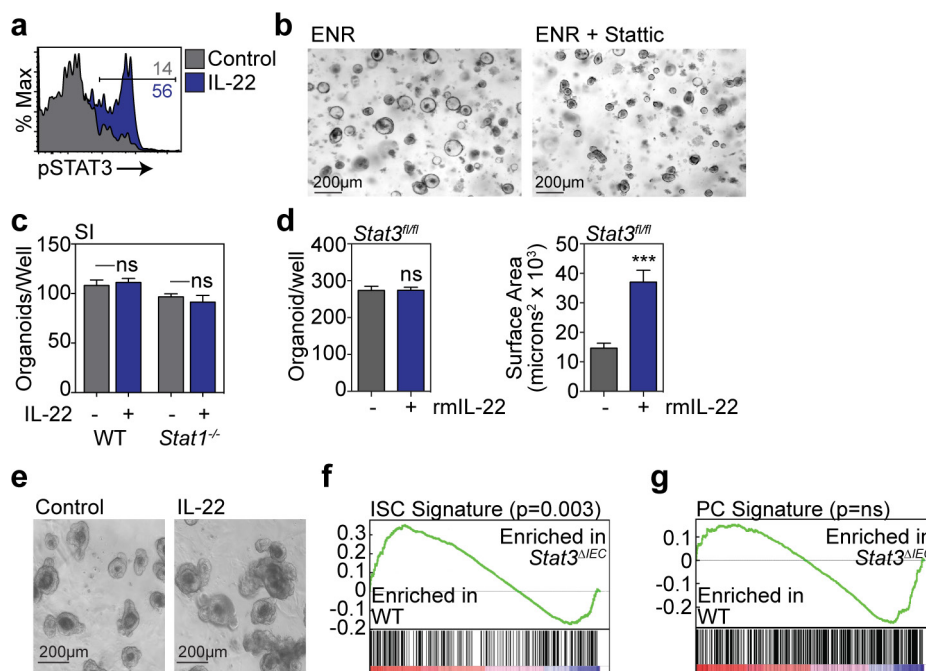 a
Control
IL-22
14
56
% Max
pSTAT3
b
ENR
ENR + Stattic
200μm
200μm
c
SI
150
100
50
0
Organoids/Well
ns
ns
IL-22 - + - +
WT Stat1-/-
d
Stat3fl/fl
400
300
200
100
0
Organoid/well
ns
- + rmIL-22
Stat3fl/fl
50
40
30
20
10
0
Surface Area
(microns2 x 103)
***
- + rmIL-22
e
Control
IL-22
200μm
200μm
f
ISC Signature (p=0.003)
0.3
0.2
0.1
0
-0.1
-0.2
Enriched in
Stat3ΔIEC
Enriched in
WT
g
PC Signature (p=ns)
0.1
0
-0.1
-0.2
Enriched in
Stat3ΔIEC
Enriched in
WT